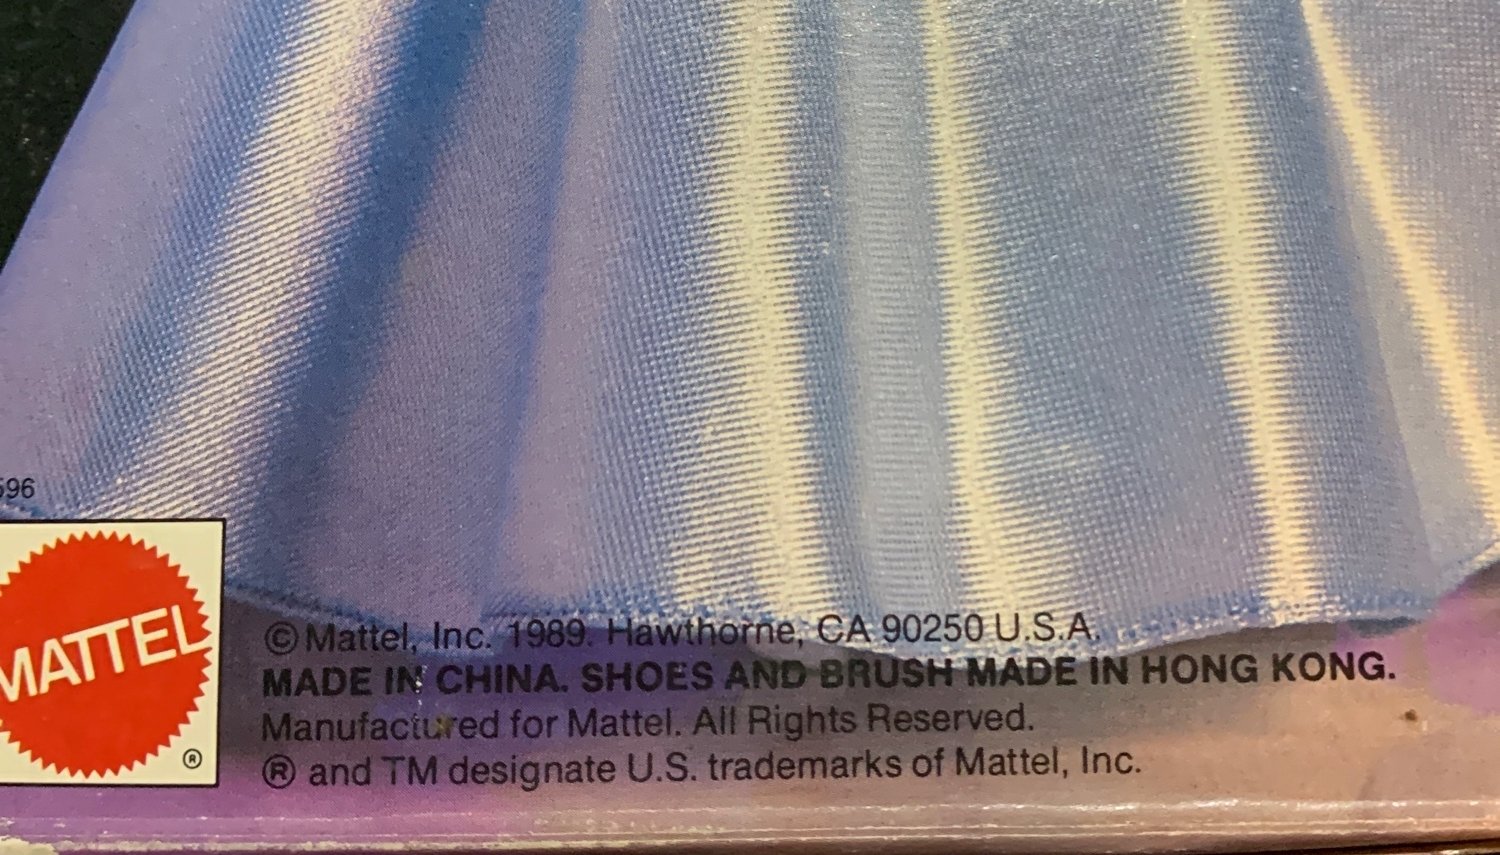 596
MATTEL
®
© Mattel, Inc. 1989. Hawthorne, CA 90250 U.S.A.
MADE IN CHINA. SHOES AND BRUSH MADE IN HONG KONG.
Manufactured for Mattel. All Rights Reserved.
® and TM designate U.S. trademarks of Mattel, Inc.